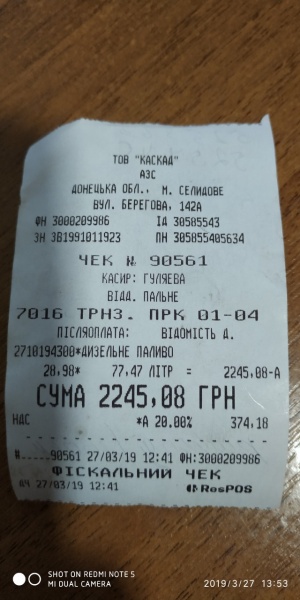 ТОВ "КАСКАД"
АЗС
ДОНЕЦЬКА ОБЛ., М. СЕЛИДОВЕ
ВУЛ. БЕРЕГОВА, 142А
ФН 3000209986 ІД 30585543
ЗН ЗВ1991011923 ПН 305855405634
ЧЕК № 90561
КАСИР: ГУЛЯЕВА
ВІДД. ПАЛЬНЕ
7016 ТРНЗ. ПРК 01-04
ПІСЛЯОПЛАТА: ВІДОМІСТЬ Д.
2710194300*ДИЗЕЛЬНЕ ПАЛИВО
28,98* 77,47 ЛІТР = 2245,08-А
СУМА 2245,08 ГРН
НДС *А 20.00% 374,18
#.....90561 27/03/19 12:41 ФН:3000209986
ФІСКАЛЬНИЙ ЧЕК
ПЧ 27/03/19 12:41 ResPOS
SHOT ON REDMI NOTE 5
MI DUAL CAMERA
2019/3/27 13:53